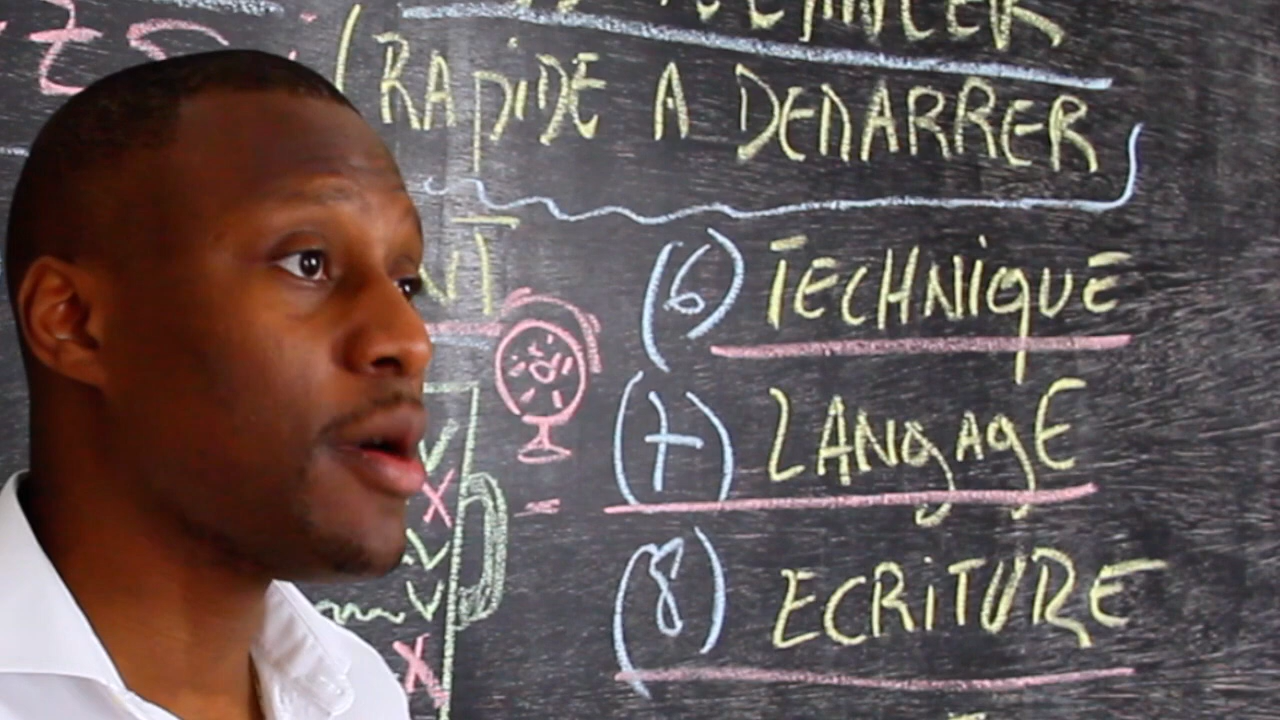 (RAPIDE A DEMARRER
(6) TECHNIQUE
(7) LANGAGE
(8) ECRITURE